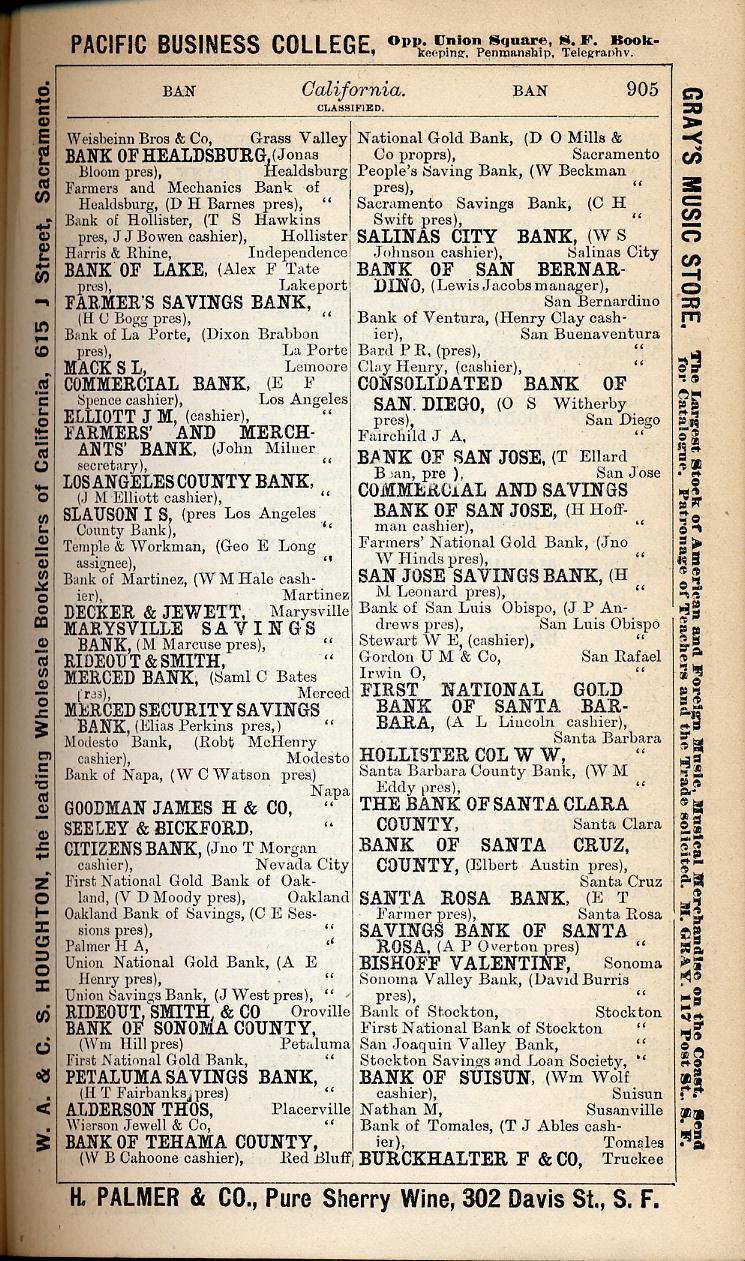 PACIFIC BUSINESS COLLEGE, Opp. Union Square, S. F. Book-
keeping, Penmanship, Telegraphy.
W. A. & C. S. HOUGHTON, the leading Wholesale Booksellers of California, 615 J Street, Sacramento.
BAN California. BAN 905
CLASSIFIED.
Weisbeinn Bros & Co, Grass Valley
BANK OF HEALDSBURG, (Jonas
Bloom pres), Healdsburg
Farmers and Mechanics Bank of
Healdsburg, (D H Barnes pres), “
Bank of Hollister, (T S Hawkins
pres, J J Bowen cashier), Hollister
Harris & Rhine, Independence
BANK OF LAKE, (Alex F Tate
pres), Lakeport
FARMER'S SAVINGS BANK,
(H C Bogg pres), “
Bank of La Porte, (Dixon Brabbon
pres), La Porte
MACK S L, Lemoore
COMMERCIAL BANK, (E F
Spence cashier), Los Angeles
ELLIOTT J M, (cashier), “
FARMERS' AND MERCH-
ANTS' BANK, (John Milner
secretary), “
LOS ANGELES COUNTY BANK,
(J M Elliott cashier), “
SLAUSON I S, (pres Los Angeles
County Bank), “
Temple & Workman, (Geo E Long
assignee), “
Bank of Martinez, (W M Hale cash-
ier), Martinez
DECKER & JEWETT, Marysville
MARYSVILLE SAVINGS
BANK, (M Marcuse pres), “
RIDEOUT & SMITH, “
MERCED BANK, (Saml C Bates
pres), Merced
MERCED SECURITY SAVINGS
BANK, (Elias Perkins pres,) “
Modesto Bank, (Robt McHenry
cashier), Modesto
Bank of Napa, (W C Watson pres)
Napa
GOODMAN JAMES H & CO, “
SEELEY & BICKFORD, “
CITIZENS BANK, (Jno T Morgan
cashier), Nevada City
First National Gold Bank of Oak-
land, (V D Moody pres), Oakland
Oakland Bank of Savings, (C E Ses-
sions pres), “
Palmer H A, “
Union National Gold Bank, (A E
Henry pres), “
Union Savings Bank, (J West pres), “
RIDEOUT, SMITH, & CO Oroville
BANK OF SONOMA COUNTY,
(Wm Hill pres) Petaluma
First National Gold Bank, “
PETALUMA SAVINGS BANK,
(H T Fairbanks, pres) “
ALDERSON THOS, Placerville
Wierson Jewell & Co, “
BANK OF TEHAMA COUNTY,
(W B Cahoone cashier), Red Bluff
National Gold Bank, (D O Mills &
Co proprs), Sacramento
People's Saving Bank, (W Beckman
pres), “
Sacramento Savings Bank, (C H
Swift pres), “
SALINAS CITY BANK, (W S
Johnson cashier), Salinas City
BANK OF SAN BERNAR-
DINO, (Lewis Jacobs manager),
San Bernardino
Bank of Ventura, (Henry Clay cash-
ier), San Buenaventura
Bard P R, (pres), “
Clay Henry, (cashier), “
CONSOLIDATED BANK OF
SAN DIEGO, (O S Witherby
pres), San Diego
Fairchild J A, “
BANK OF SAN JOSE, (T Ellard
Bean, pre ), San Jose
COMMERCIAL AND SAVINGS
BANK OF SAN JOSE, (H Hoff-
man cashier), “
Farmers' National Gold Bank, (Jno
W Hinds pres), “
SAN JOSE SAVINGS BANK, (H
M Leonard pres), “
Bank of San Luis Obispo, (J P An-
drews pres), San Luis Obispo
Stewart W E, (cashier), “
Gordon U M & Co, San Rafael
Irwin O, “
FIRST NATIONAL GOLD
BANK OF SANTA BAR-
BARA, (A L Lincoln cashier),
Santa Barbara
HOLLISTER COL W W, “
Santa Barbara County Bank, (W M
Eddy pres), “
THE BANK OF SANTA CLARA
COUNTY, Santa Clara
BANK OF SANTA CRUZ,
COUNTY, (Elbert Austin pres),
Santa Cruz
SANTA ROSA BANK, (E T
Farmer pres), Santa Rosa
SAVINGS BANK OF SANTA
ROSA, (A P Overton pres) “
BISHOFF VALENTINE, Sonoma
Sonoma Valley Bank, (David Burris
pres), “
Bank of Stockton, Stockton
First National Bank of Stockton “
San Joaquin Valley Bank, “
Stockton Savings and Loan Society, “
BANK OF SUISUN, (Wm Wolf
cashier), Suisun
Nathan M, Susanville
Bank of Tomales, (T J Ables cash-
ier), Tomales
BURCKHALTER F & CO, Truckee
GRAY'S MUSIC STORE. The Largest Stock of American and Foreign Music, Musical Merchandise on the Coast. Send
for Catalogue. Patronage of Teachers and the Trade solicited. M. GRAY. 117 Post St., S. F.
H. PALMER & CO., Pure Sherry Wine, 302 Davis St., S. F.